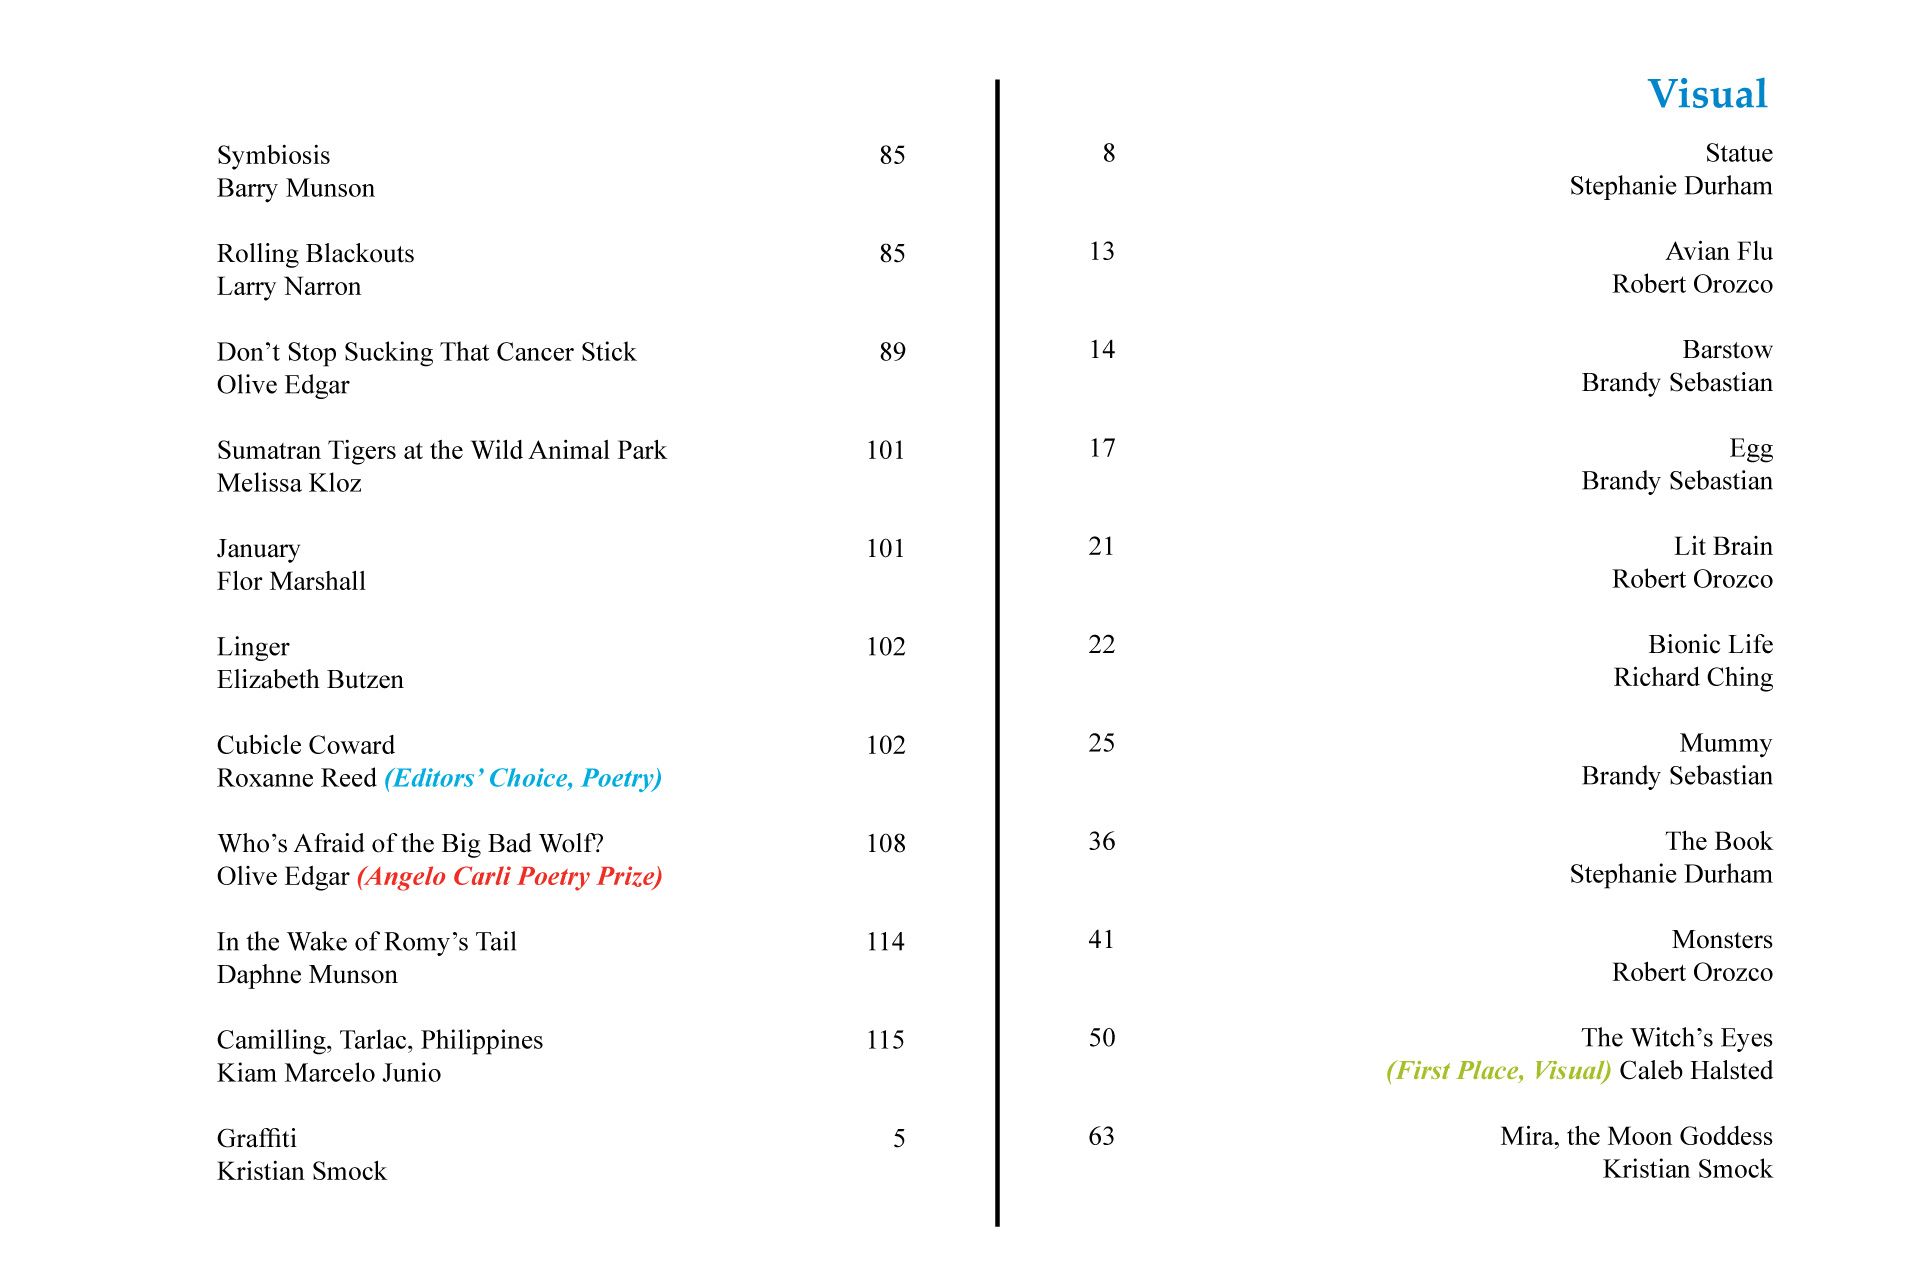 Symbiosis 85
Barry Munson
Rolling Blackouts 85
Larry Narron
Don’t Stop Sucking That Cancer Stick 89
Olive Edgar
Sumatran Tigers at the Wild Animal Park 101
Melissa Kloz
January 101
Flor Marshall
Linger 102
Elizabeth Butzen
Cubicle Coward 102
Roxanne Reed (Editors’ Choice, Poetry)
Who’s Afraid of the Big Bad Wolf? 108
Olive Edgar (Angelo Carli Poetry Prize)
In the Wake of Romy’s Tail 114
Daphne Munson
Camilling, Tarlac, Philippines 115
Kiam Marcelo Junio
Graffiti 5
Kristian Smock
Visual
8 Statue
Stephanie Durham
13 Avian Flu
Robert Orozco
14 Barstow
Brandy Sebastian
17 Egg
Brandy Sebastian
21 Lit Brain
Robert Orozco
22 Bionic Life
Richard Ching
25 Mummy
Brandy Sebastian
36 The Book
Stephanie Durham
41 Monsters
Robert Orozco
50 The Witch’s Eyes
(First Place, Visual) Caleb Halsted
63 Mira, the Moon Goddess
Kristian Smock